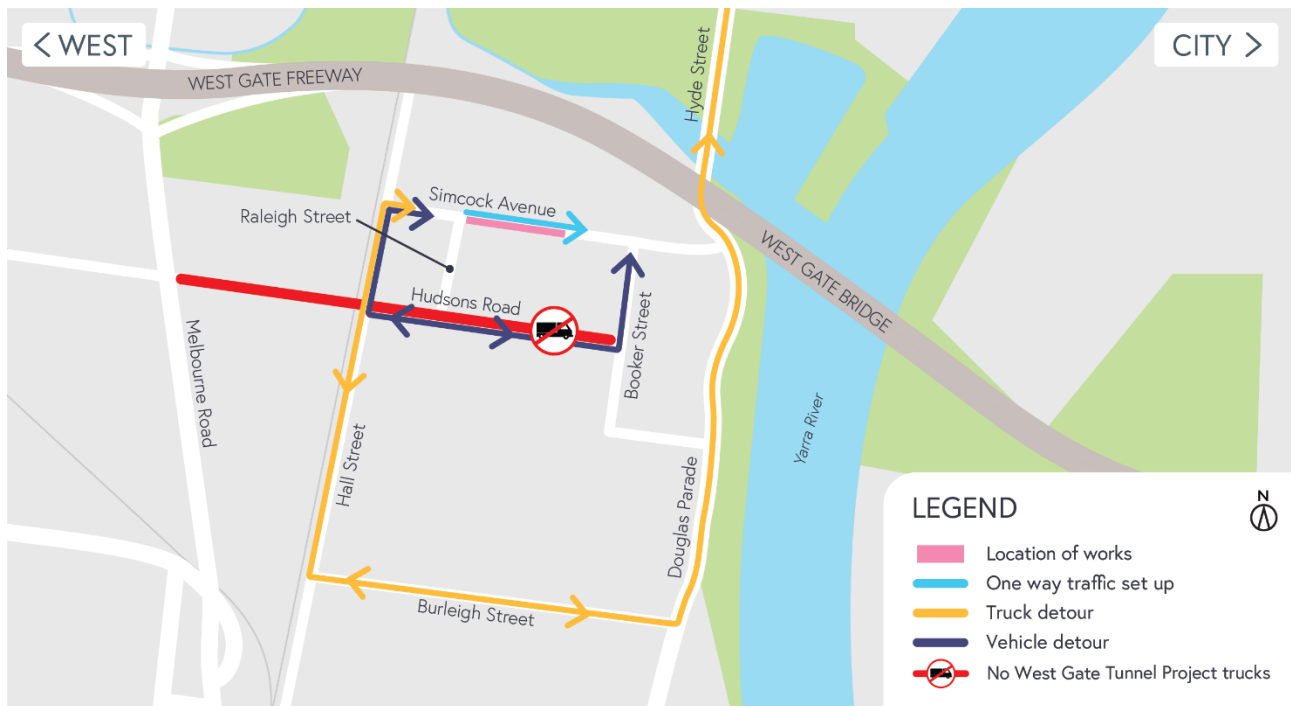 < WEST
CITY >
WEST GATE FREEWAY
Hyde Street
Simcock Avenue
Raleigh Street
Hudsons Road
WEST GATE BRIDGE
Melbourne Road
Booker Street
Yarra River
Hall Street
Douglas Parade
Burleigh Street
LEGEND
N
Location of works
One way traffic set up
Truck detour
Vehicle detour
No West Gate Tunnel Project trucks